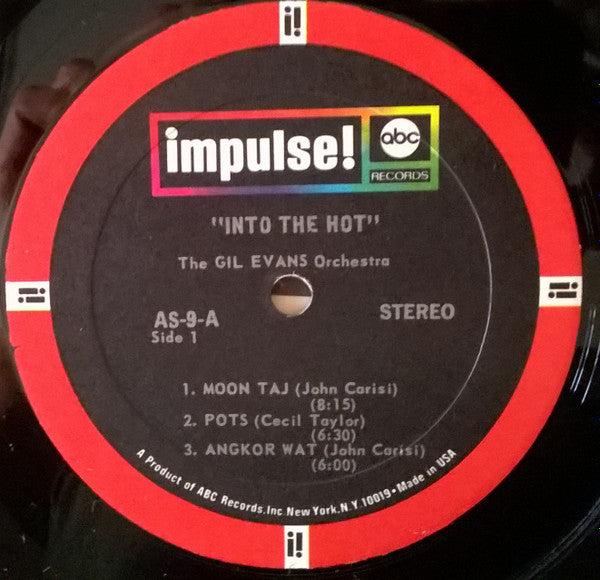 i!
impulse!
abc
RECORDS
"INTO THE HOT"
The GIL EVANS Orchestra
i!
i!
AS-9-A
STEREO
Side 1
1. MOON TAJ (John Carisi)
(8:15)
2. POTS (Cecil Taylor)
(6:30)
3. ANGKOR WAT (John Carisi)
(6:00)
A Product of ABC Records, Inc. New York, N.Y. 10019 • Made in USA
i!